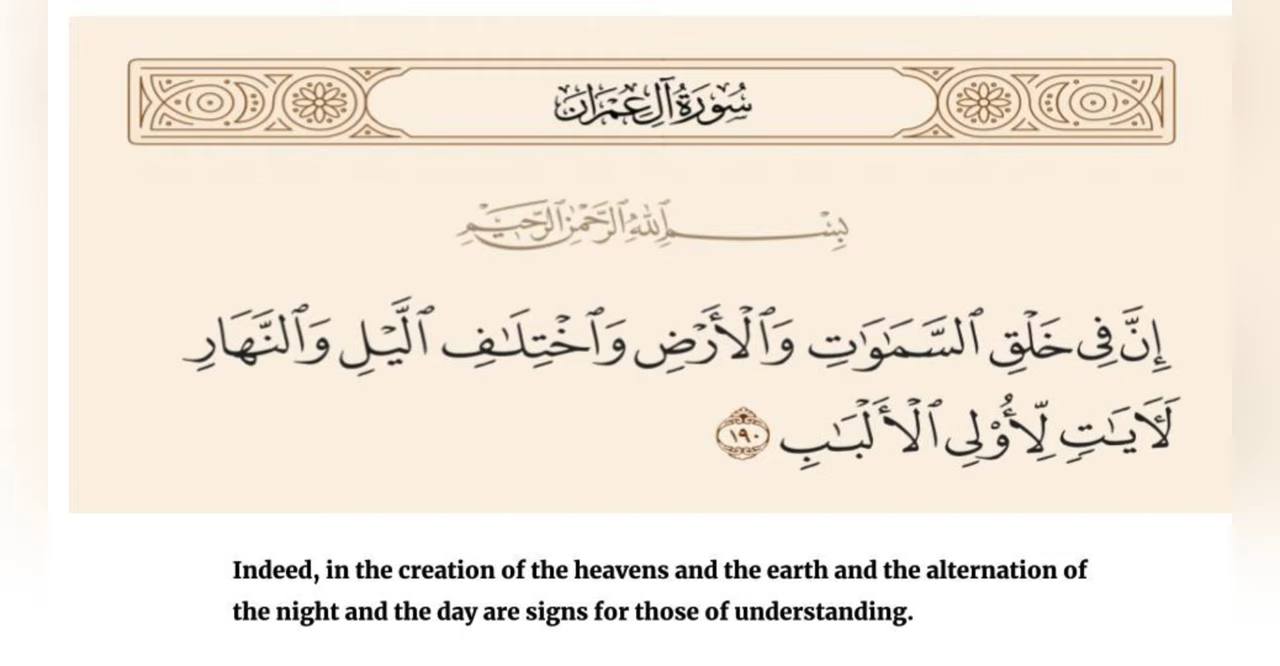 سُورَةُ آلِ عِمۡرَانَ
بِسۡمِ ٱللَّهِ ٱلرَّحۡمَٰنِ ٱلرَّحِيمِ
إِنَّ فِى خَلۡقِ ٱلسَّمَٰوَٰتِ وَٱلۡأَرۡضِ وَٱخۡتِلَٰفِ ٱلَّيۡلِ وَٱلنَّهَارِ
لَأٓيَٰتٖ لِّأُوْلِى ٱلۡأَلۡبَٰبِ ١٩٠
Indeed, in the creation of the heavens and the earth and the alternation of
the night and the day are signs for those of understanding.